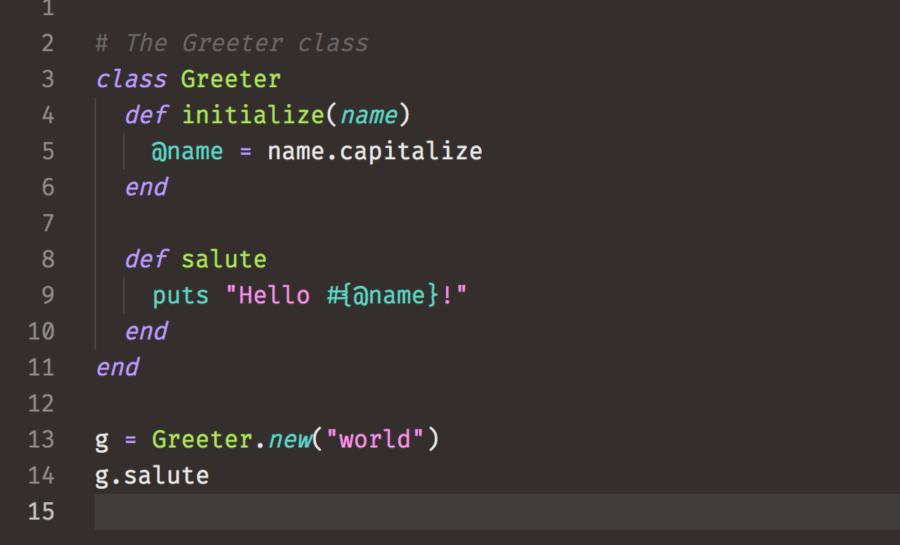 1
2 # The Greeter class
3 class Greeter
4   def initialize(name)
5     @name = name.capitalize
6   end
7
8   def salute
9     puts "Hello #{@name}!"
10   end
11 end
12
13 g = Greeter.new("world")
14 g.salute
15